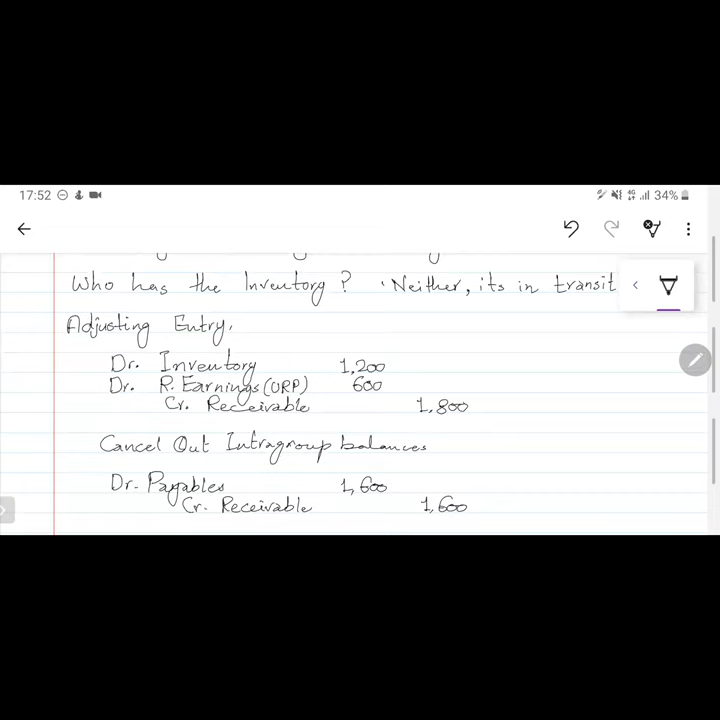 17:52 4G 34%
Who has the Inventory? Neither, its in transit
Adjusting Entry.
Dr. Inventory 1,200
Dr. R. Earnings (URP) 600
Cr. Receivable 1,800
Cancel Out Intragroup balances
Dr. Payables 1,600
Cr. Receivable 1,600